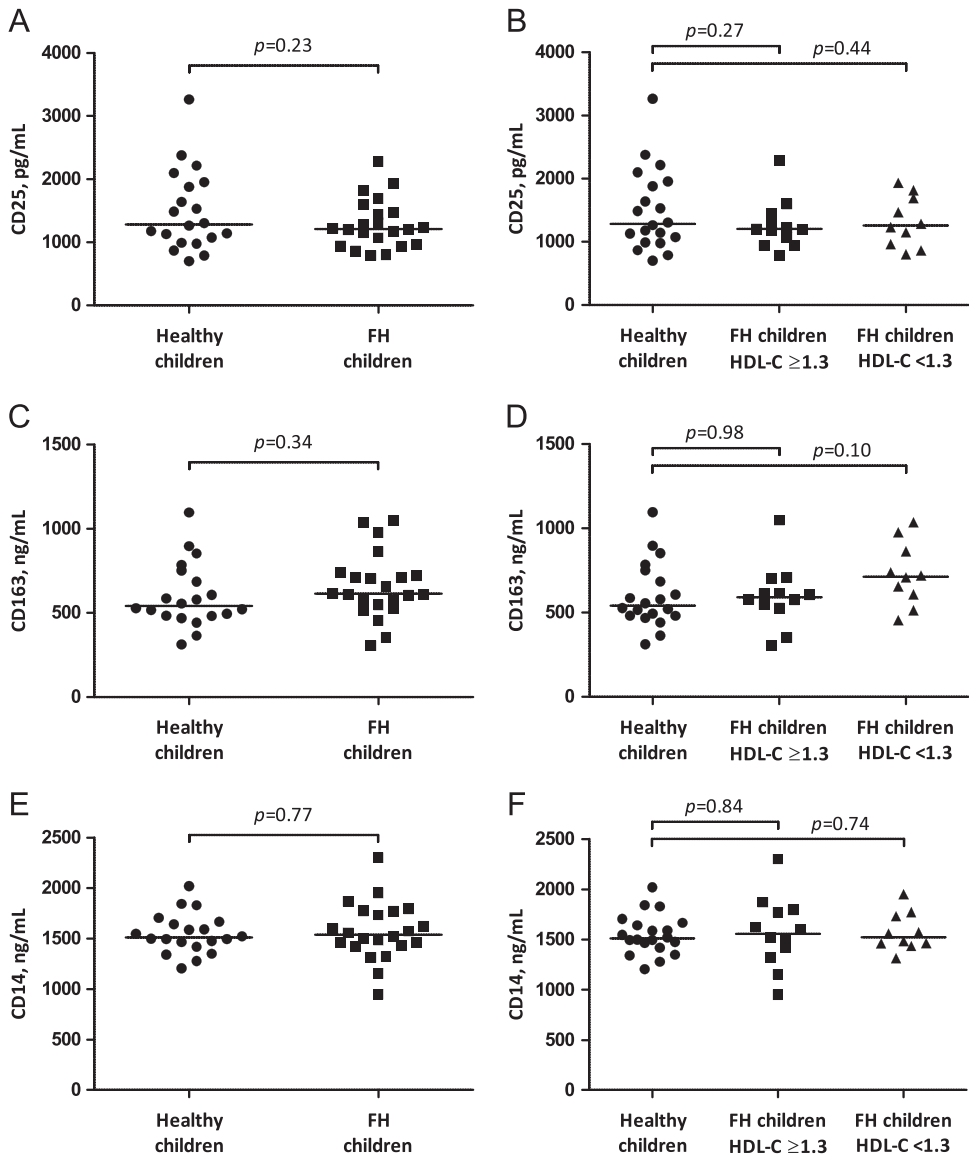 A
p=0.23
4000
3000
2000
1000
0
CD25, pg/mL
Healthy
children
FH
children
B
p=0.27
p=0.44
4000
3000
2000
1000
0
CD25, pg/mL
Healthy
children
FH children
HDL-C ≥1.3
FH children
HDL-C <1.3
C
p=0.34
1500
1000
500
0
CD163, ng/mL
Healthy
children
FH
children
D
p=0.98
p=0.10
1500
1000
500
0
CD163, ng/mL
Healthy
children
FH children
HDL-C ≥1.3
FH children
HDL-C <1.3
E
p=0.77
2500
2000
1500
1000
500
0
CD14, ng/mL
Healthy
children
FH
children
F
p=0.84
p=0.74
2500
2000
1500
1000
500
0
CD14, ng/mL
Healthy
children
FH children
HDL-C ≥1.3
FH children
HDL-C <1.3